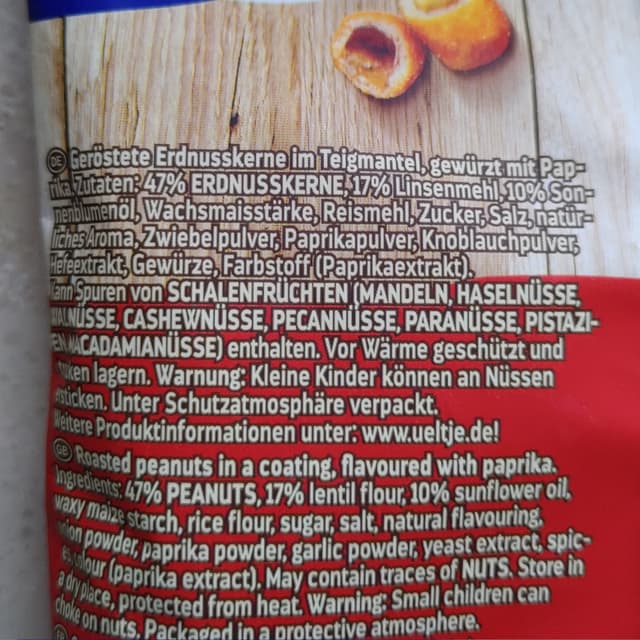 DE Geröstete Erdnusskerne im Teigmantel, gewürzt mit Pap-
rika. Zutaten: 47% ERDNUSSKERNE, 17% Linsenmehl, 10% Son-
nenblumenöl, Wachsmaisstärke, Reismehl, Zucker, Salz, natür-
liches Aroma, Zwiebelpulver, Paprikapulver, Knoblauchpulver,
Hefeextrakt, Gewürze, Farbstoff (Paprikaextrakt).
Kann Spuren von SCHALENFRÜCHTEN (MANDELN, HASELNÜSSE,
WALNÜSSE, CASHEWNÜSSE, PECANNÜSSE, PARANÜSSE, PISTAZI-
EN, MACADAMIANÜSSE) enthalten. Vor Wärme geschützt und
trocken lagern. Warnung: Kleine Kinder können an Nüssen
ersticken. Unter Schutzatmosphäre verpackt.
Weitere Produktinformationen unter: www.ueltje.de!
GB Roasted peanuts in a coating, flavoured with paprika.
Ingredients: 47% PEANUTS, 17% lentil flour, 10% sunflower oil,
waxy maize starch, rice flour, sugar, salt, natural flavouring,
onion powder, paprika powder, garlic powder, yeast extract, spic-
es, colour (paprika extract). May contain traces of NUTS. Store in
a dry place, protected from heat. Warning: Small children can
choke on nuts. Packaged in a protective atmosphere.